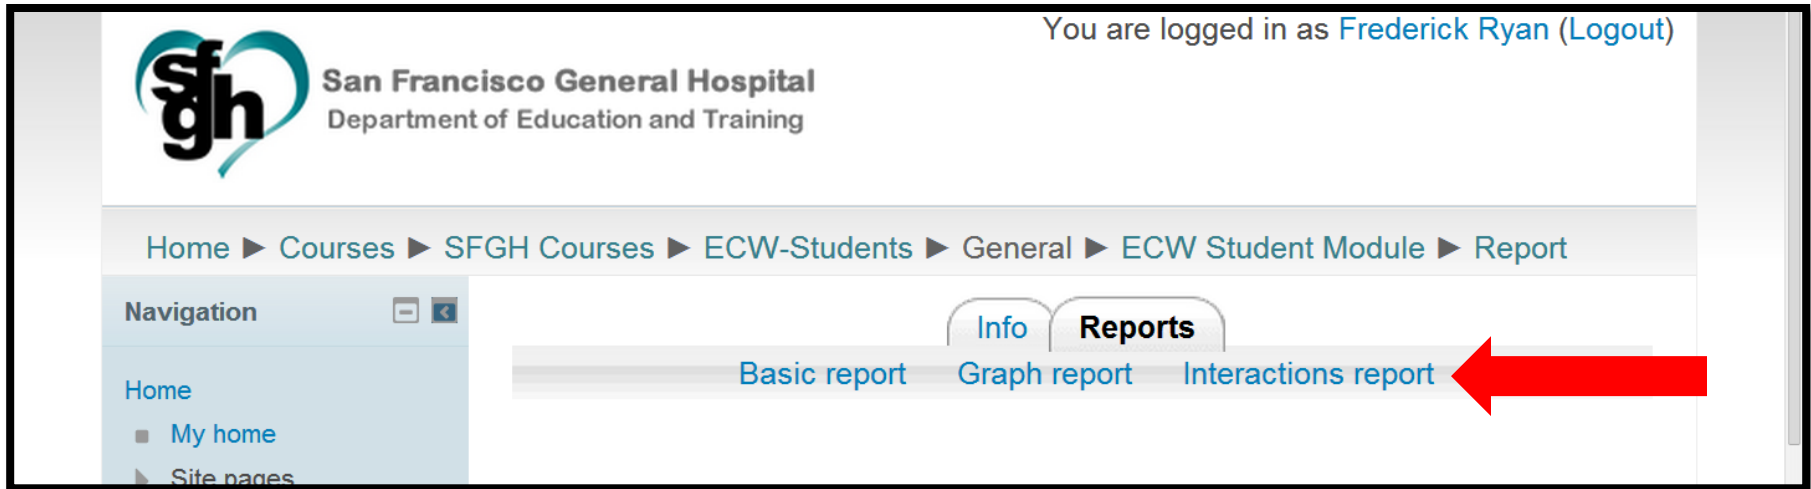 You are logged in as Frederick Ryan (Logout)
sfgh
San Francisco General Hospital
Department of Education and Training
Home ► Courses ► SFGH Courses ► ECW-Students ► General ► ECW Student Module ► Report
Navigation
Info Reports
Basic report Graph report Interactions report
Home
My home
Site pages